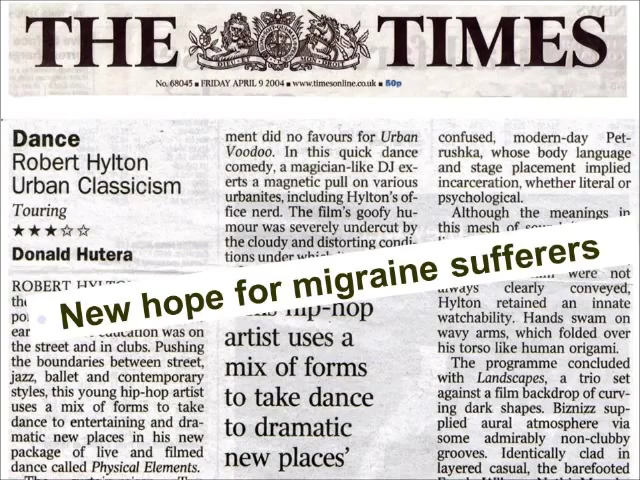 THE TIMES
No. 68045 ■ FRIDAY APRIL 9 2004 ■ www.timesonline.co.uk ■ 50p
Dance
Robert Hylton
Urban Classicism
Touring
★★★☆☆
Donald Hutera
ROBERT
the
ear education was on
the street and in clubs. Pushing
the boundaries between street,
jazz, ballet and contemporary
styles, this young hip-hop artist
uses a mix of forms to take
dance to entertaining and dra-
matic new places in his new
package of live and filmed
dance called Physical Elements.
ment did no favours for Urban
Voodoo. In this quick dance
comedy, a magician-like DJ ex-
erts a magnetic pull on various
urbanites, including Hylton's of-
fice nerd. The film's goofy hu-
mour was severely undercut by
the cloudy and distorting condi-
tions under which
New hope for migraine sufferers
hip-hop
artist uses a
mix of forms
to take dance
to dramatic
new places'
confused, modern-day Pet-
rushka, whose body language
and stage placement implied
incarceration, whether literal or
psychological.
Although the meanings in
this mesh of
were not
always clearly conveyed,
Hylton retained an innate
watchability. Hands swam on
wavy arms, which folded over
his torso like human origami.
The programme concluded
with Landscapes, a trio set
against a film backdrop of curv-
ing dark shapes. Biznizz sup-
plied aural atmosphere via
some admirably non-clubby
grooves. Identically clad in
layered casual, the barefooted